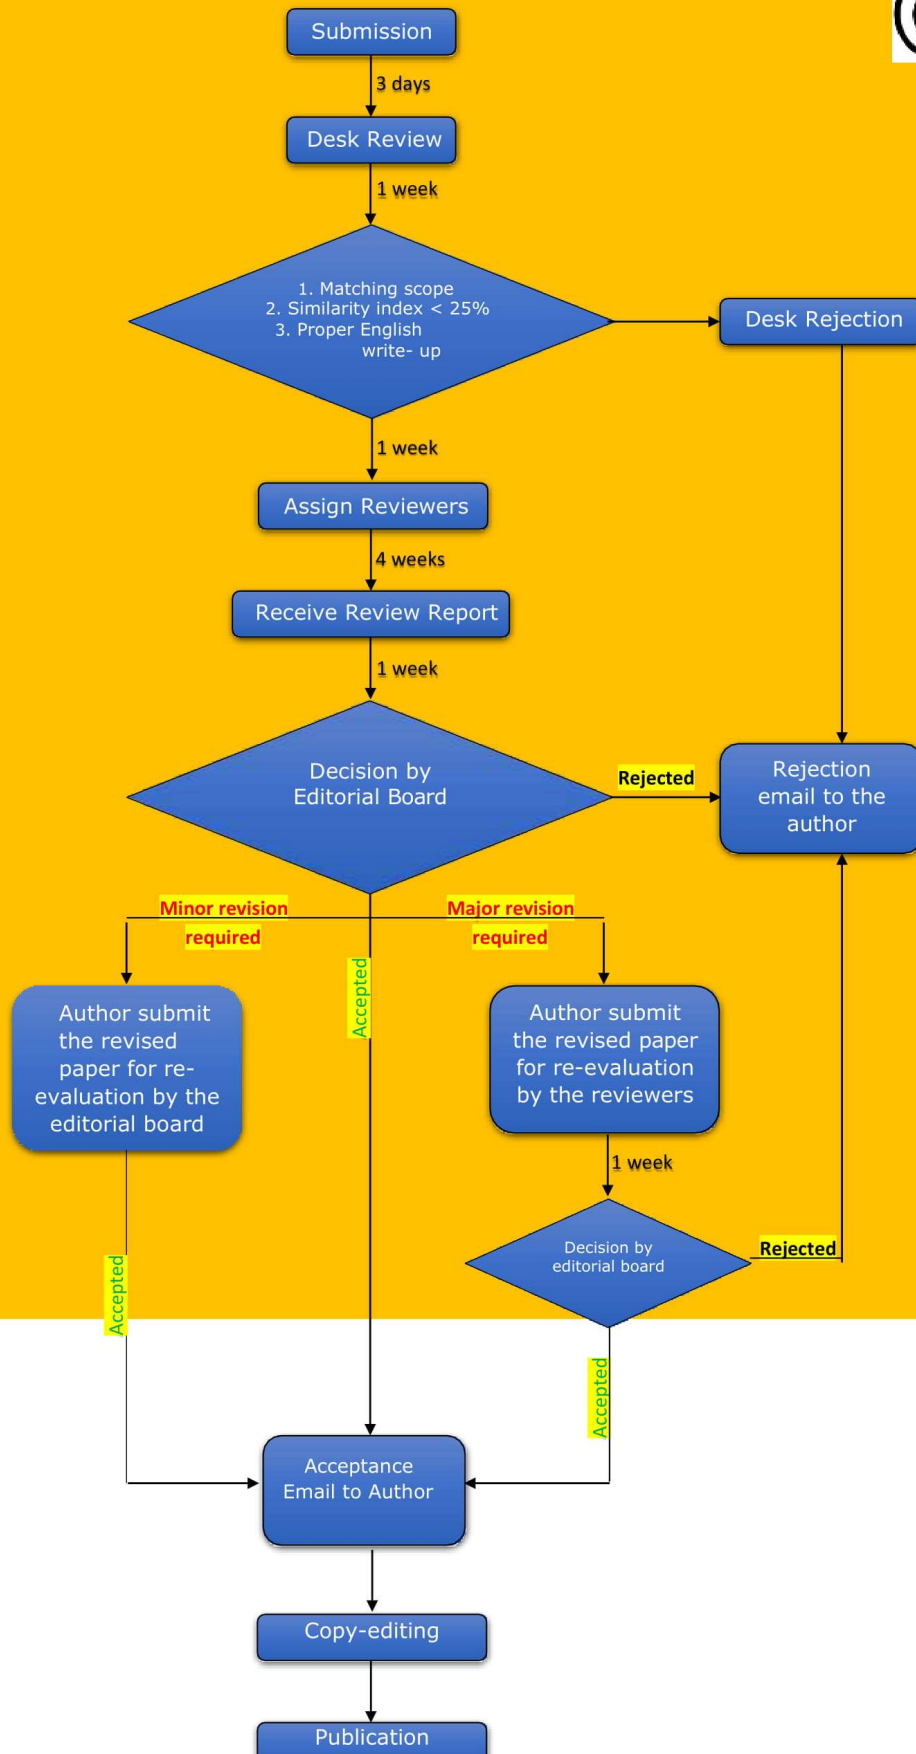 Submission
3 days
Desk Review
1 week
1. Matching scope
2. Similarity index < 25%
3. Proper English
write- up
Desk Rejection
1 week
Assign Reviewers
4 weeks
Receive Review Report
1 week
Decision by
Editorial Board
Rejected
Rejection
email to the
author
Minor revision
required
Major revision
required
Accepted
Author submit
the revised
paper for re-
evaluation by the
editorial board
Author submit
the revised paper
for re-evaluation
by the reviewers
1 week
Decision by
editorial board
Rejected
Accepted
Accepted
Acceptance
Email to Author
Copy-editing
Publication